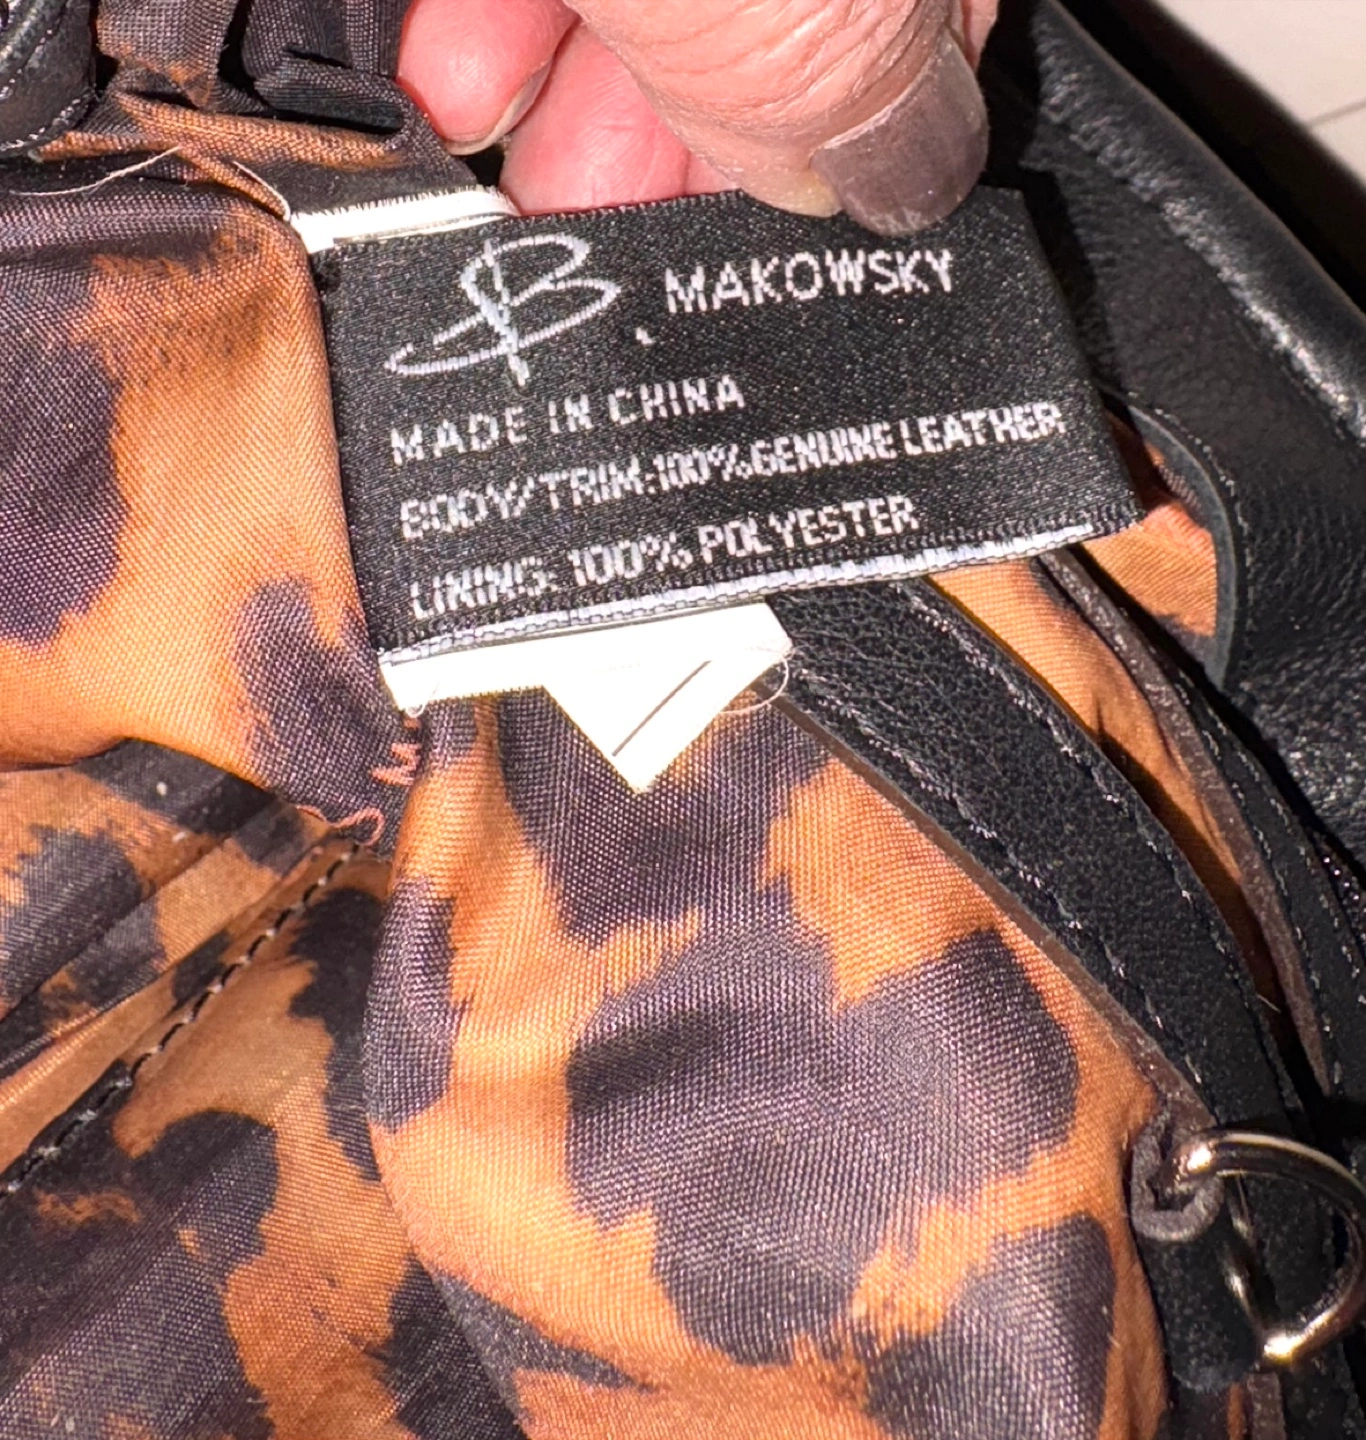 B. MAKOWSKY
MADE IN CHINA
BODY/TRIM:100%GENUINE LEATHER
LINING: 100% POLYESTER